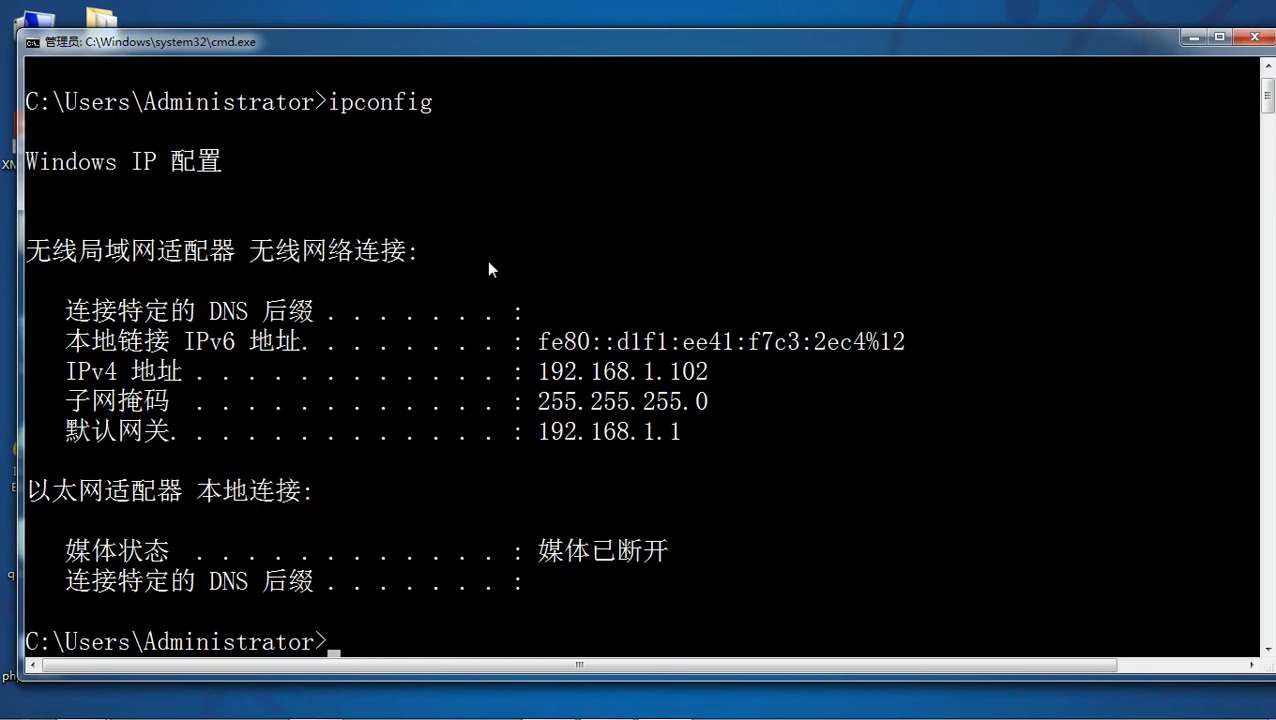 管理员: C:\Windows\system32\cmd.exe
C:\Users\Administrator>ipconfig
Windows IP 配置
无线局域网适配器 无线网络连接:
连接特定的 DNS 后缀 . . . . . . . :
本地链接 IPv6 地址. . . . . . . . : fe80::d1f1:ee41:f7c3:2ec4%12
IPv4 地址 . . . . . . . . . . . . : 192.168.1.102
子网掩码  . . . . . . . . . . . . : 255.255.255.0
默认网关. . . . . . . . . . . . . : 192.168.1.1
以太网适配器 本地连接:
媒体状态  . . . . . . . . . . . . : 媒体已断开
连接特定的 DNS 后缀 . . . . . . . :
C:\Users\Administrator>